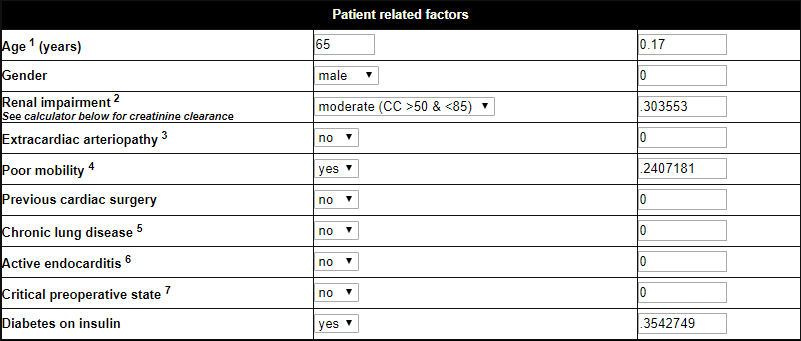 Patient related factors
Age 1 (years) 65 0.17
Gender male 0
Renal impairment 2 moderate (CC >50 & <85) .303553
See calculator below for creatinine clearance
Extracardiac arteriopathy 3 no 0
Poor mobility 4 yes .2407181
Previous cardiac surgery no 0
Chronic lung disease 5 no 0
Active endocarditis 6 no 0
Critical preoperative state 7 no 0
Diabetes on insulin yes .3542749